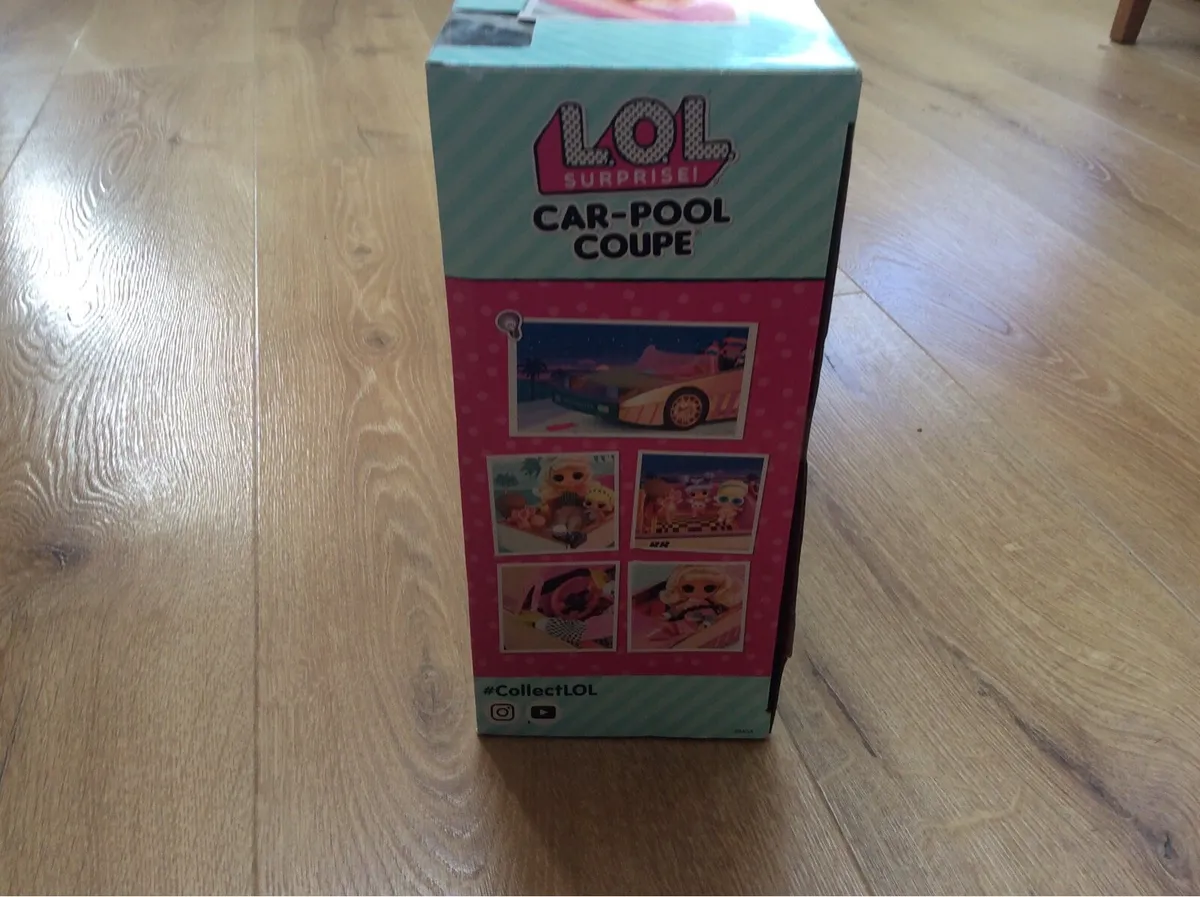 L.O.L.
SURPRISE!
CAR-POOL
COUPE
#CollectLOL